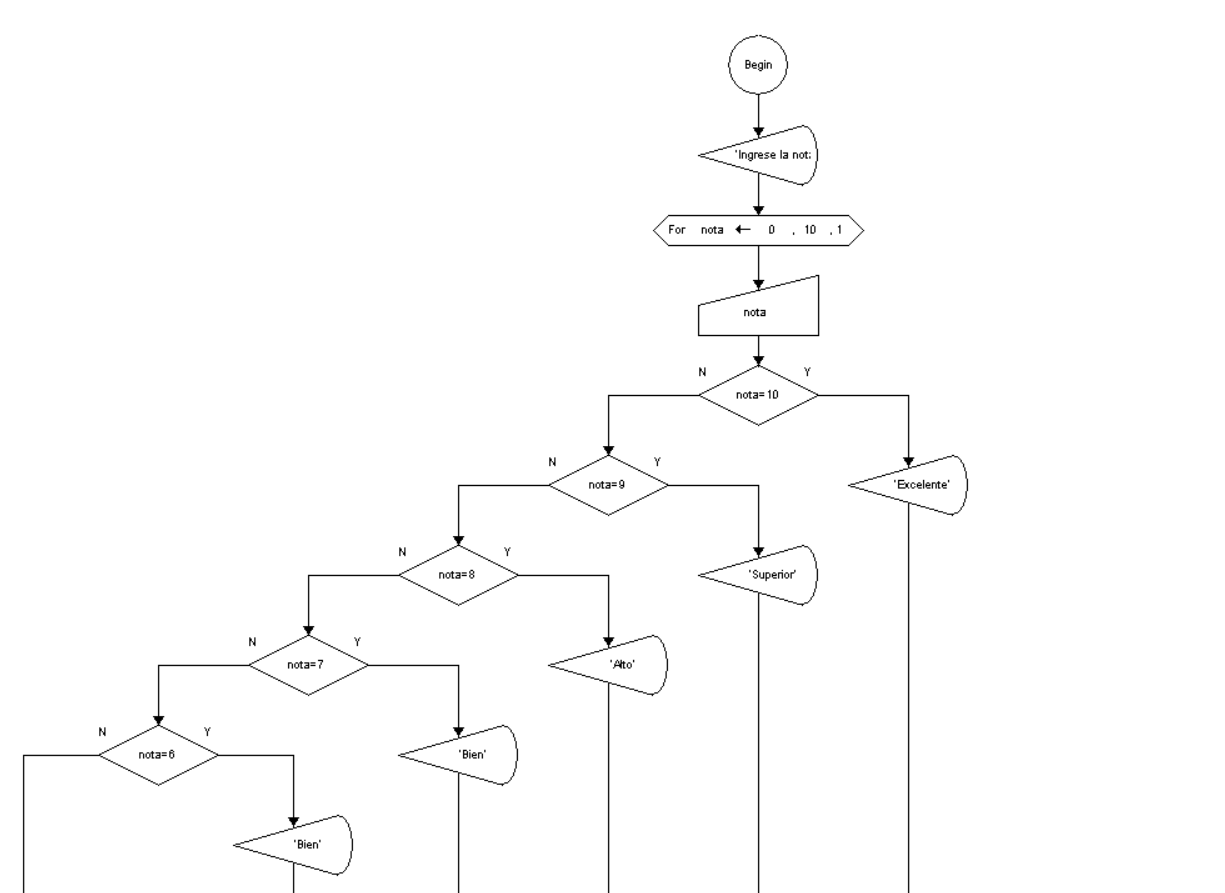 Begin
'Ingrese la not:
For nota ← 0 , 10 , 1
nota
N Y
nota=10
N Y
nota=9
'Excelente'
N Y
nota=8
'Superior'
N Y
nota=7
'Alto'
N Y
nota=6
'Bien'
'Bien'